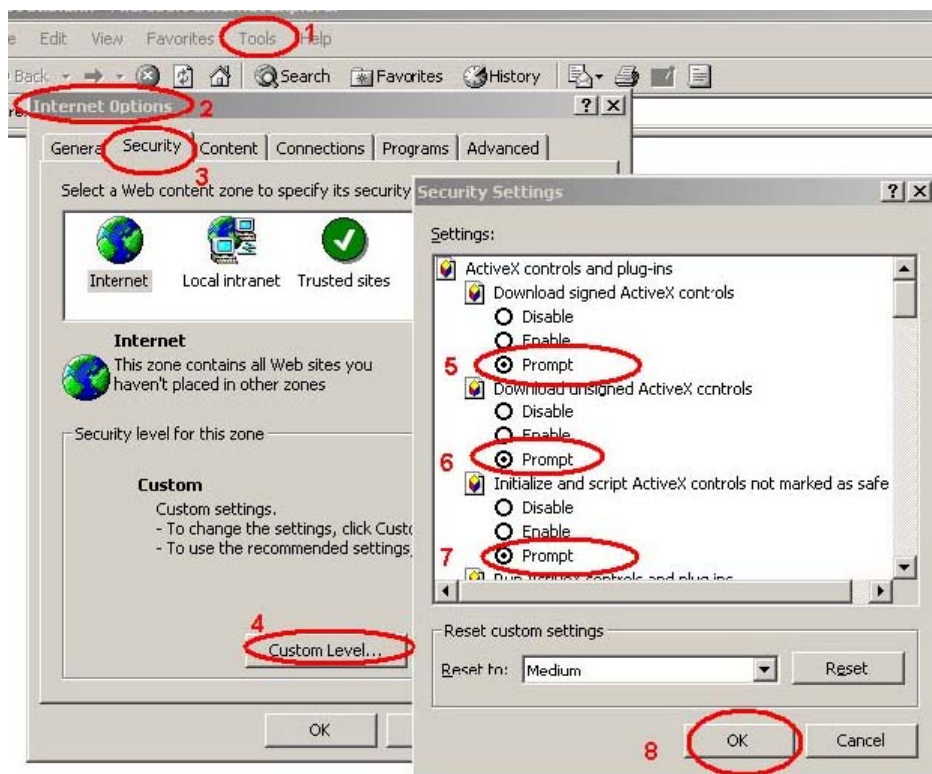 Edit View Favorites Tools Help
1
Back Search Favorites History
Internet Options
2
General Security Content Connections Programs Advanced
3
Select a Web content zone to specify its security
Internet Local intranet Trusted sites
Internet
This zone contains all Web sites you
haven't placed in other zones
Security level for this zone
Custom
Custom settings.
- To change the settings, click
- To use the recommended settings,
4
Custom Level...
OK
Security Settings
Settings:
ActiveX controls and plug-ins
Download signed ActiveX controls
Disable
Enable
5 Prompt
Download unsigned ActiveX controls
Disable
Enable
6 Prompt
Initialize and script ActiveX controls not marked as safe
Disable
Enable
7 Prompt
Run ActiveX controls and plug-ins
Reset custom settings
Reset to: Medium Reset
8 OK Cancel